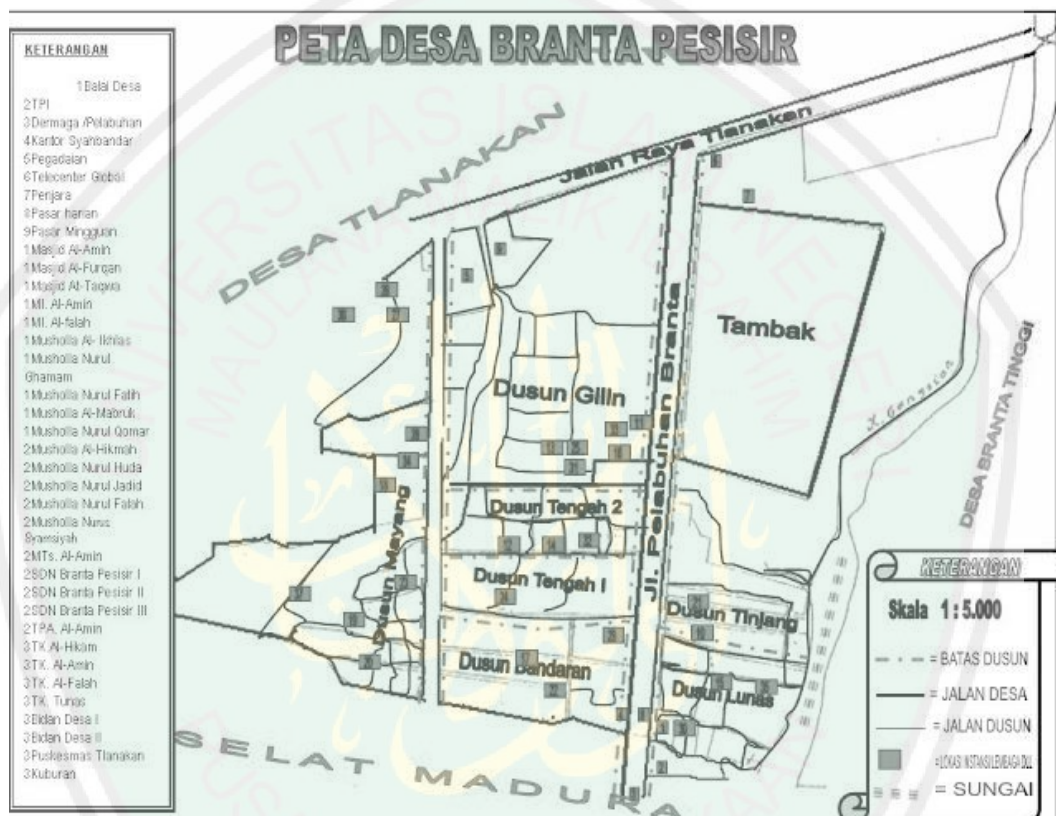 PETA DESA BRANTA PESISIR
KETERANGAN
1Balai Desa
2TPI
3Dermaga /Pelabuhan
4Kantor Syahbandar
5Pegadaian
6Telecenter Global
7Penjara
8Pasar harian
9Pasar Mingguan
1Masjid Al-Amin
1Masjid Al-Furqan
1Masjid Al-Taqwa
1MI. Al-Amin
1MI. Al-falah
1Musholla Al- Ikhlas
1Musholla Nurul
Ghamam
1Musholla Nurul Fatih
1Musholla Al-Mabruk
1Musholla Nurul Qomar
2Musholla Al-Hikmah
2Musholla Nurul Huda
2Musholla Nurul Jadid
2Musholla Nurul Falah
2Musholla Nurus
Syamsiyah
2MTs. Al-Amin
2SDN Branta Pesisir I
2SDN Branta Pesisir II
2SDN Branta Pesisir III
2TPA. Al-Amin
3TK Al-Hikam
3TK. Al-Amin
3TK. Al-Falah
3TK. Tunas
3Bidan Desa I
3Bidan Desa II
3Puskesmas Tlanakan
3Kuburan
DESA TLANAKAN
Jalan Raya Tlanakan
Jl. Pelabuhan Branta
Tambak
Dusun Gilin
Dusun Tengah 2
Dusun Tengah I
Dusun Mayang
Dusun Bandaran
Dusun Tinjang
Dusun Lunas
DESA BRANTA TINGGI
SELAT MADURA
KETERANGAN
Skala 1 : 5.000
= BATAS DUSUN
= JALAN DESA
= JALAN DUSUN
=LOKASI INSTANSI/LEMBAGA DLL
= SUNGAI